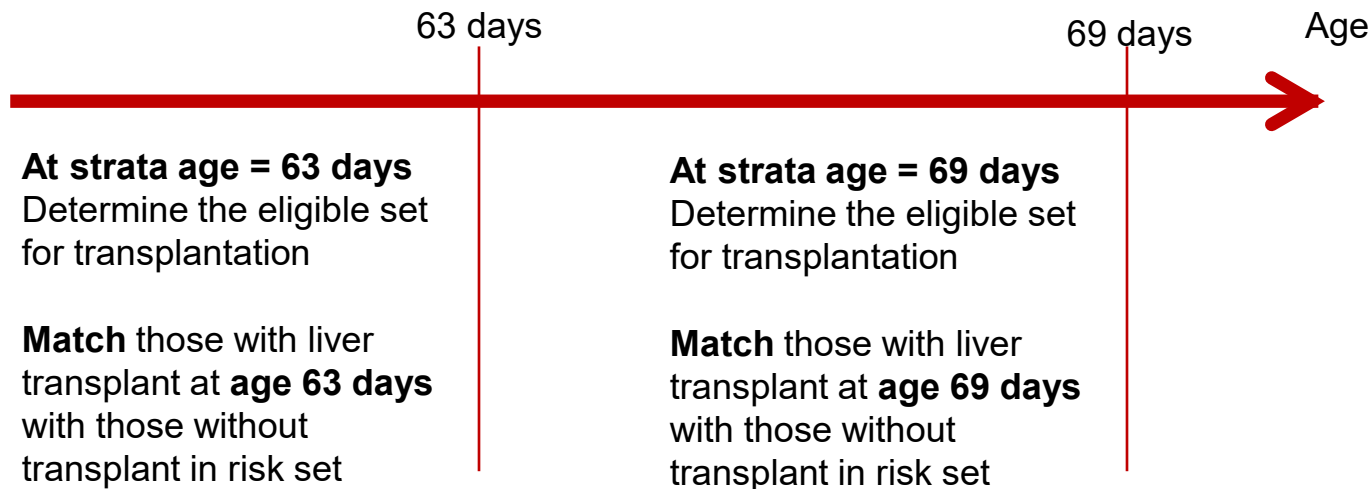 63 days
69 days
Age
At strata age = 63 days
Determine the eligible set
for transplantation
Match those with liver
transplant at age 63 days
with those without
transplant in risk set
At strata age = 69 days
Determine the eligible set
for transplantation
Match those with liver
transplant at age 69 days
with those without
transplant in risk set